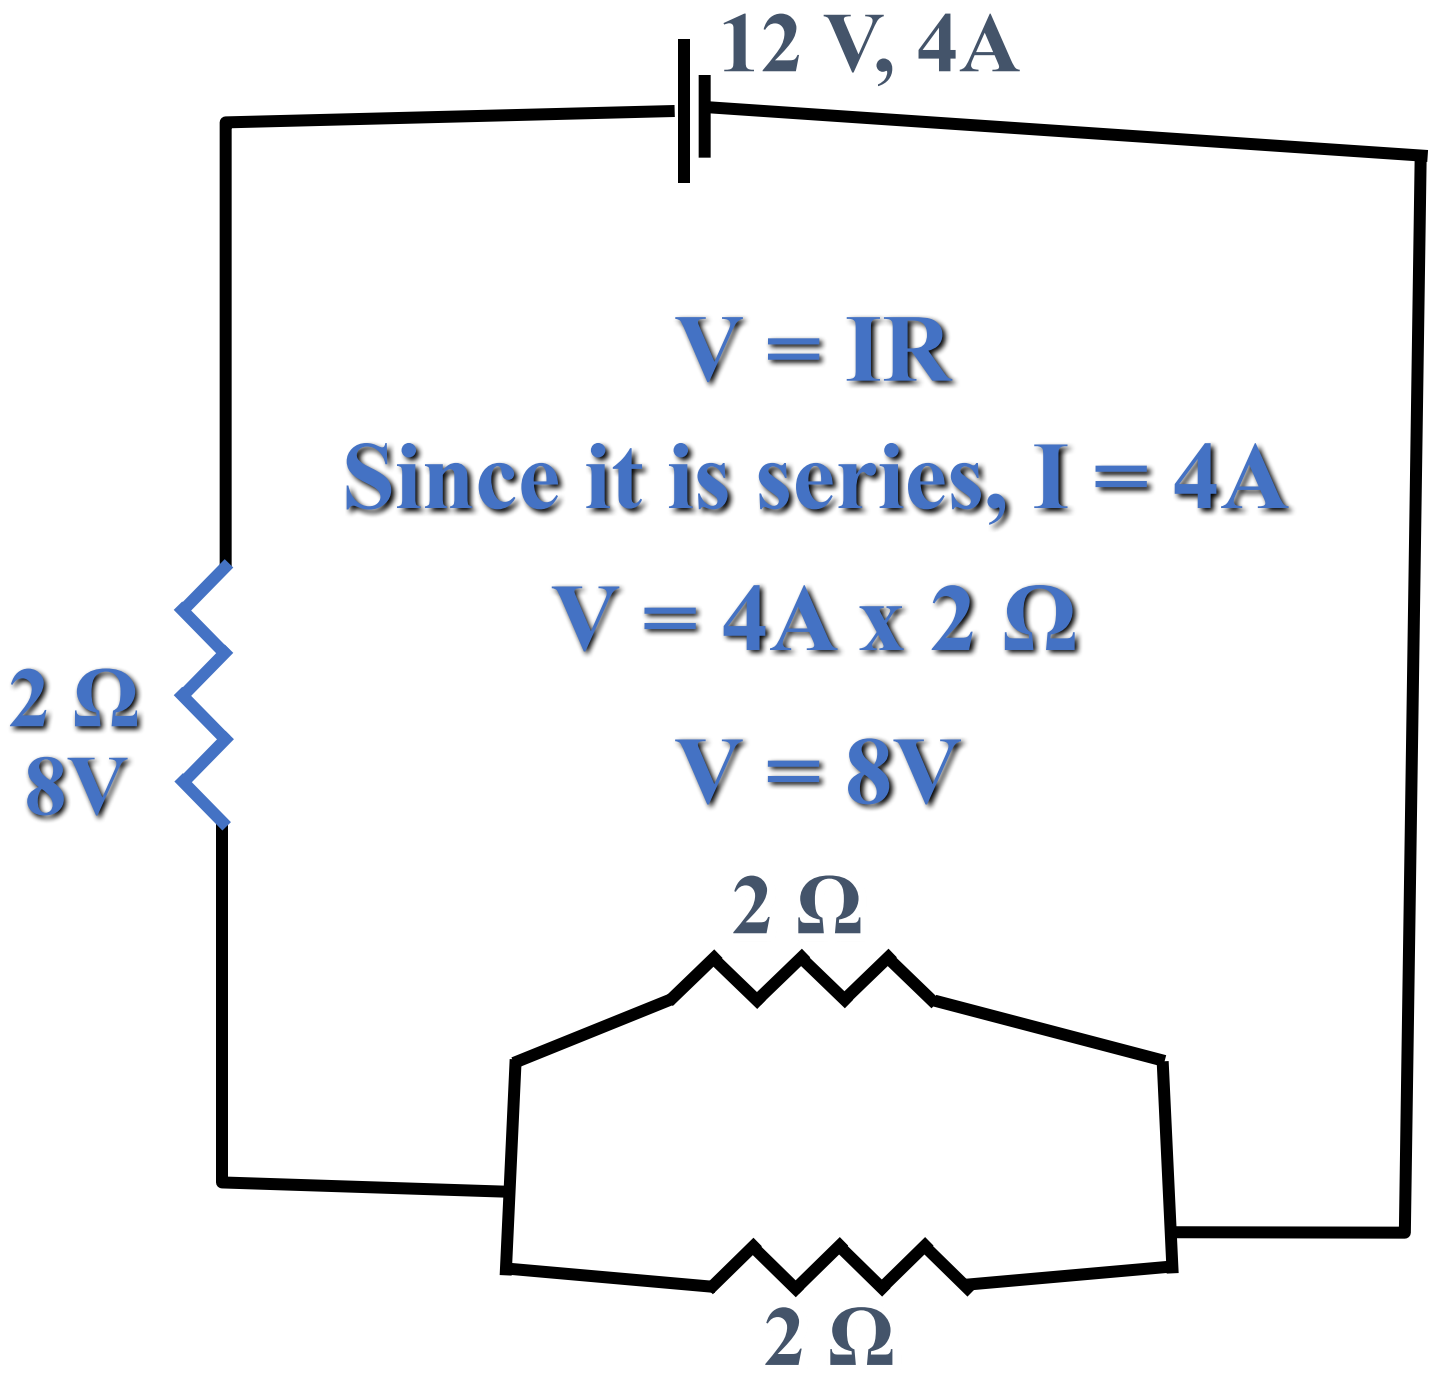 12 V, 4A
V = IR
Since it is series, I = 4A
V = 4A x 2 Ω
2 Ω
8V
V = 8V
2 Ω
2 Ω